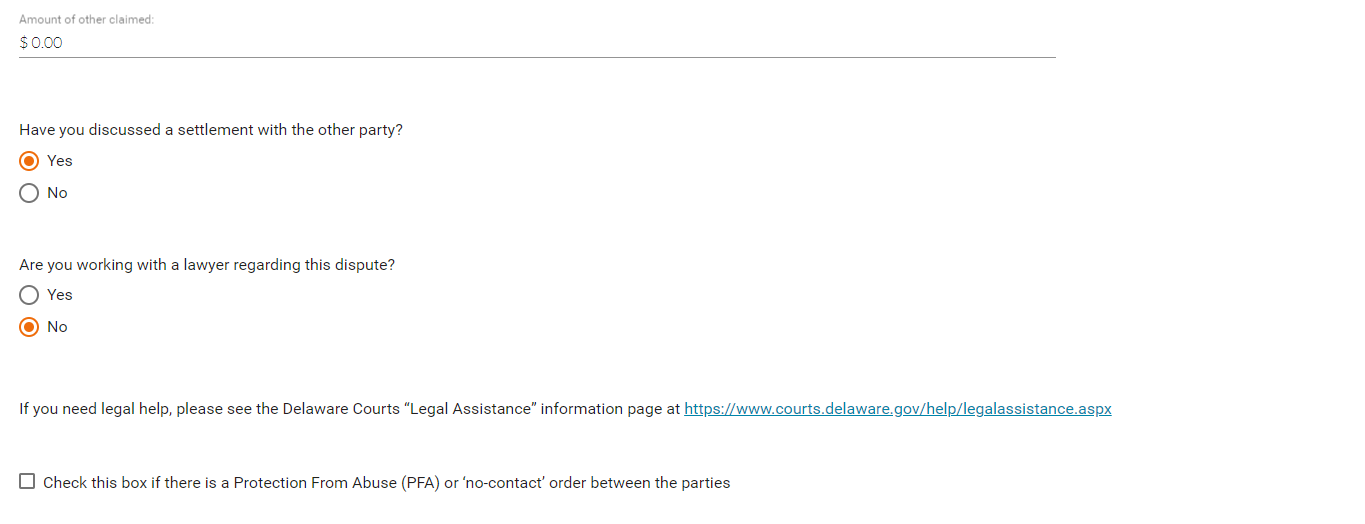 Amount of other claimed:
$ 0.00
Have you discussed a settlement with the other party?
Yes
No
Are you working with a lawyer regarding this dispute?
Yes
No
If you need legal help, please see the Delaware Courts “Legal Assistance” information page at https://www.courts.delaware.gov/help/legalassistance.aspx
Check this box if there is a Protection From Abuse (PFA) or ‘no-contact’ order between the parties